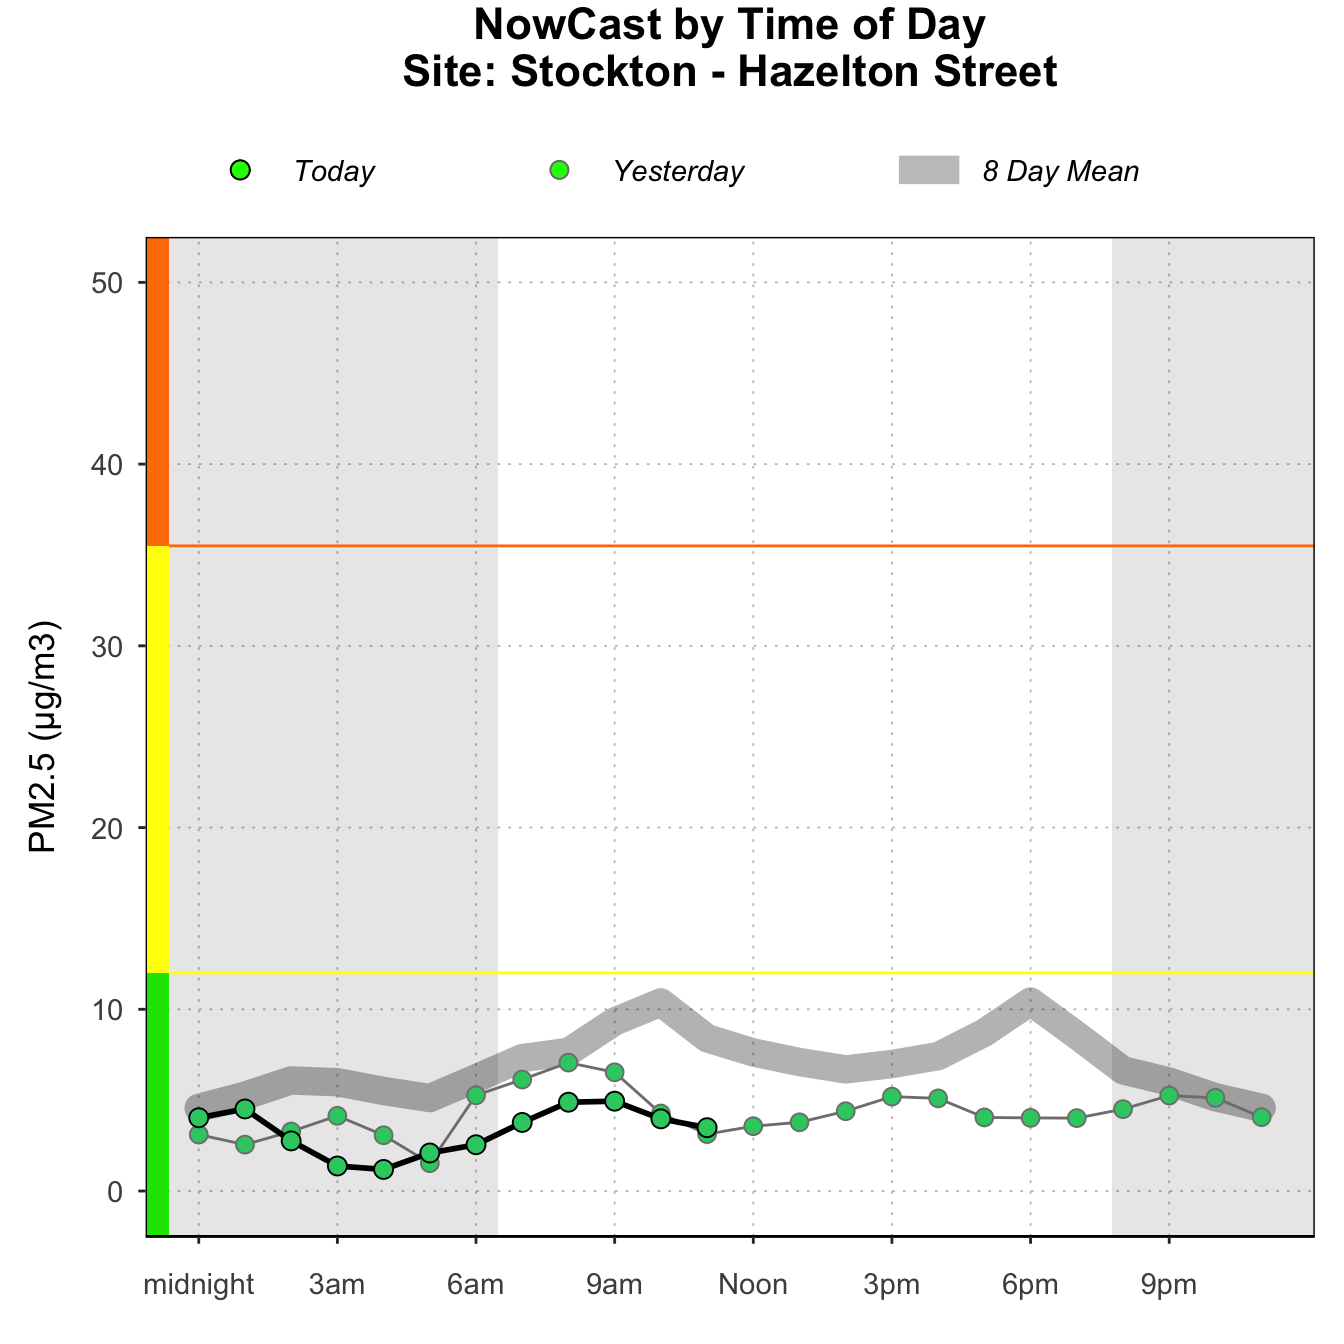 NowCast by Time of Day
Site: Stockton - Hazelton Street
Today Yesterday 8 Day Mean
PM2.5 (μg/m3)
50
40
30
20
10
0
midnight 3am 6am 9am Noon 3pm 6pm 9pm